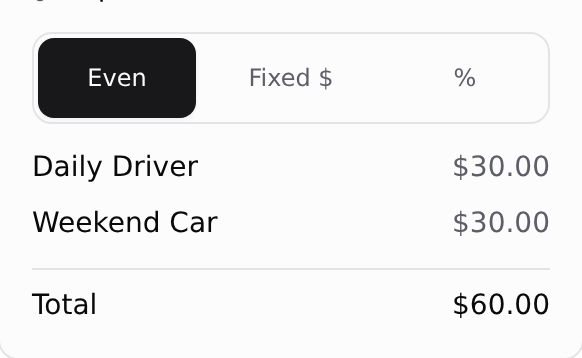 Even Fixed $ %
Daily Driver $30.00
Weekend Car $30.00
Total $60.00